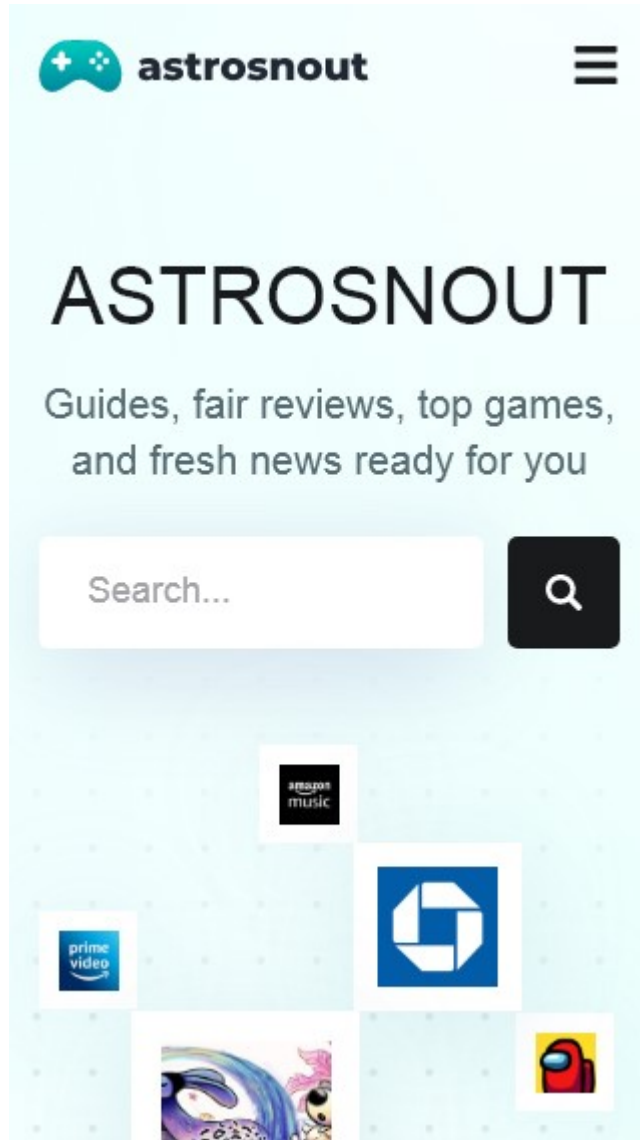 astrosnout
ASTROSNOUT
Guides, fair reviews, top games,
and fresh news ready for you
Search...
amazon
music
prime
video